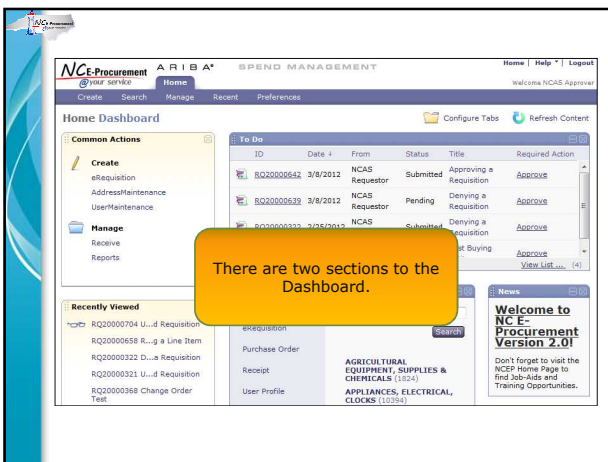 NC E-Procurement
@your service
ARIBA® SPEND MANAGEMENT
Home | Help | Logout
Home
Welcome NCAS Approver
Create Search Manage Recent Preferences
Home Dashboard
Configure Tabs Refresh Content
Common Actions
Create
eRequisition
AddressMaintenance
UserMaintenance
Manage
Receive
Reports
Recently Viewed
RQ20000704 U...d Requisition
RQ20000658 R...g a Line Item
RQ20000322 D...a Requisition
RQ20000321 U...d Requisition
RQ20000368 Change Order
Test
To Do
ID Date ↓ From Status Title Required Action
RQ20000642 3/8/2012 NCAS Requestor Submitted Approving a Requisition Approve
RQ20000639 3/8/2012 NCAS Requestor Pending Denying a Requisition Approve
RQ20000322 2/25/2012 NCAS Submitted Denying a Requisition Approve
Buying Approve
View List ... (4)
There are two sections to the
Dashboard.
eRequisition
Purchase Order
Receipt
User Profile
Search
AGRICULTURAL
EQUIPMENT, SUPPLIES &
CHEMICALS (1824)
APPLIANCES, ELECTRICAL,
CLOCKS (10394)
News
Welcome to
NC E-
Procurement
Version 2.0!
Don't forget to visit the
NCEP Home Page to
find Job-Aids and
Training Opportunities.